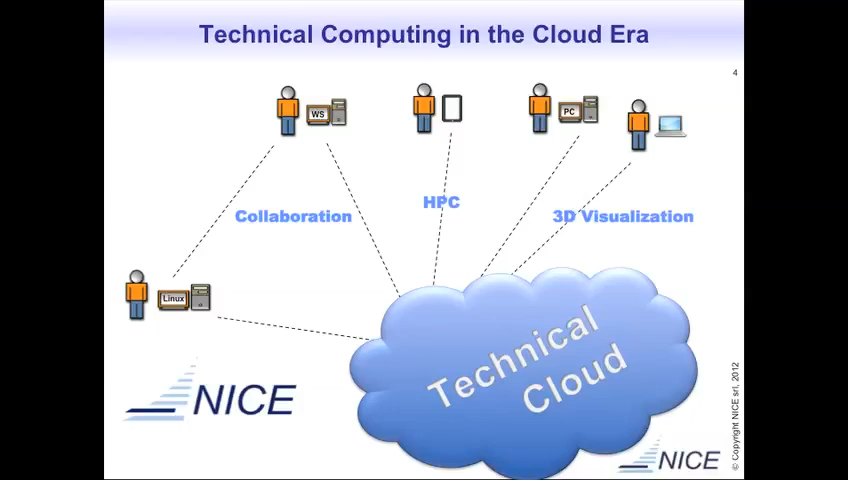 Technical Computing in the Cloud Era
4
WS
PC
HPC
Collaboration
3D Visualization
Linux
Technical
Cloud
NICE
NICE
© Copyright NICE srl, 2012